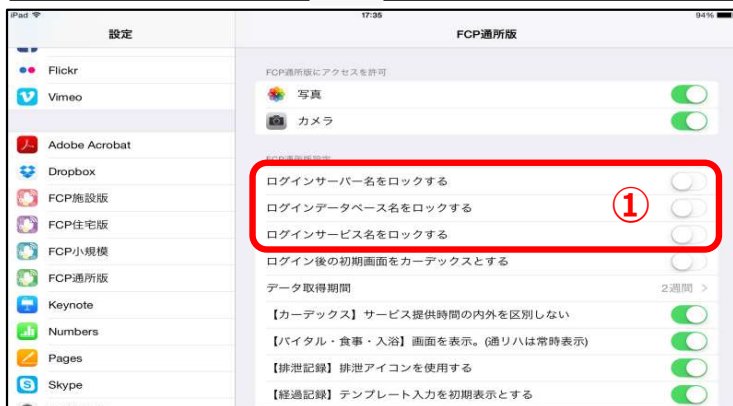 iPad
17:35
94%
設定
FCP通所版
Flickr
Vimeo
Adobe Acrobat
Dropbox
FCP施設版
FCP住宅版
FCP小規模
FCP通所版
Keynote
Numbers
Pages
Skype
FCP通所版にアクセスを許可
写真
カメラ
FCP通所版設定
ログインサーバー名をロックする
ログインデータベース名をロックする
ログインサービス名をロックする
①
ログイン後の初期画面をカーデックスとする
データ取得期間
2週間 >
【カーデックス】サービス提供時間の内外を区別しない
【バイタル・食事・入浴】画面を表示。(通リハは常時表示)
【排泄記録】排泄アイコンを使用する
【経過記録】テンプレート入力を初期表示とする